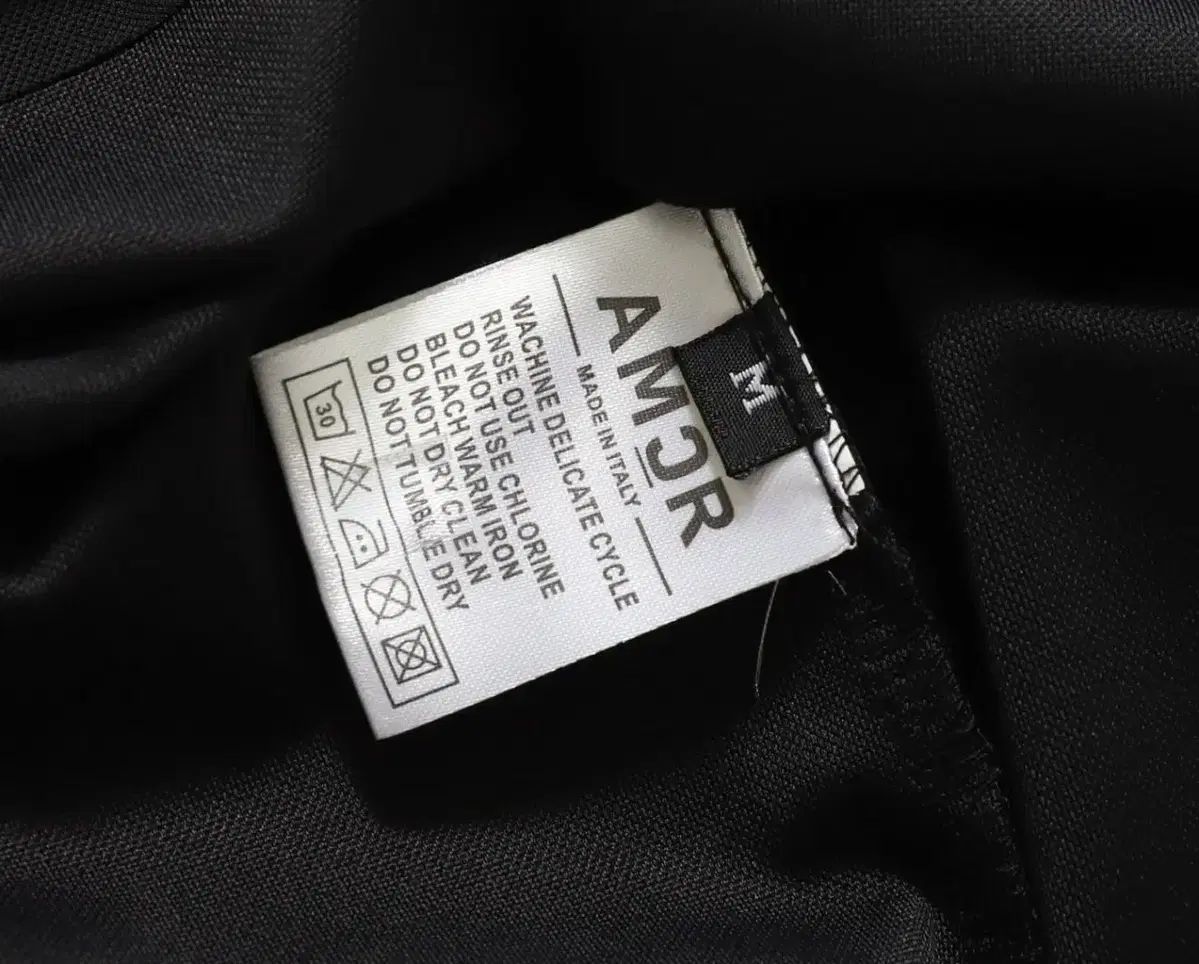 M
AMƆR
MADE IN ITALY
WACHINE DELICATE CYCLE
RINSE OUT
DO NOT USE CHLORINE
BLEACH WARM IRON
DO NOT DRY CLEAN
DO NOT TUMBLE DRY
30